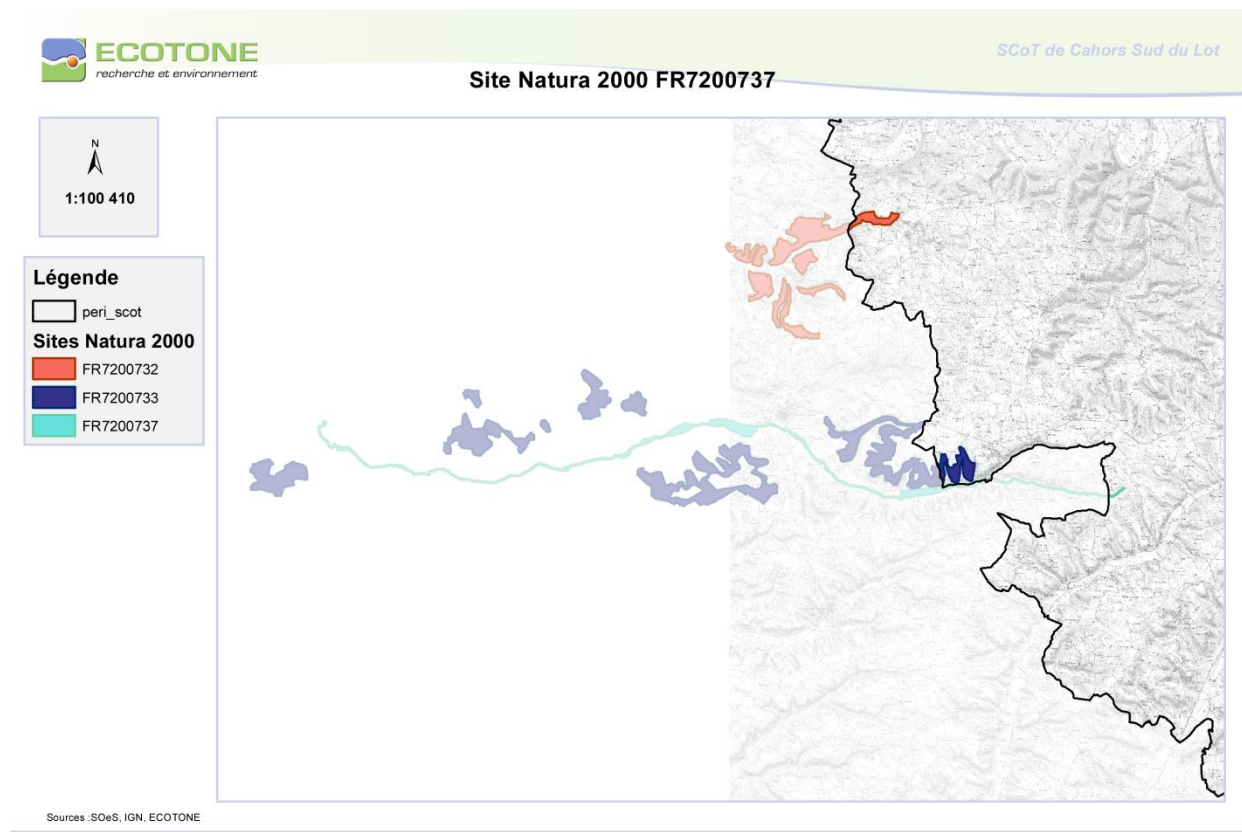 ECOTONE
recherche et environnement
SCoT de Cahors Sud du Lot
Site Natura 2000 FR7200737
N
1:100 410
Légende
peri_scot
Sites Natura 2000
FR7200732
FR7200733
FR7200737
Sources :SOeS, IGN, ECOTONE